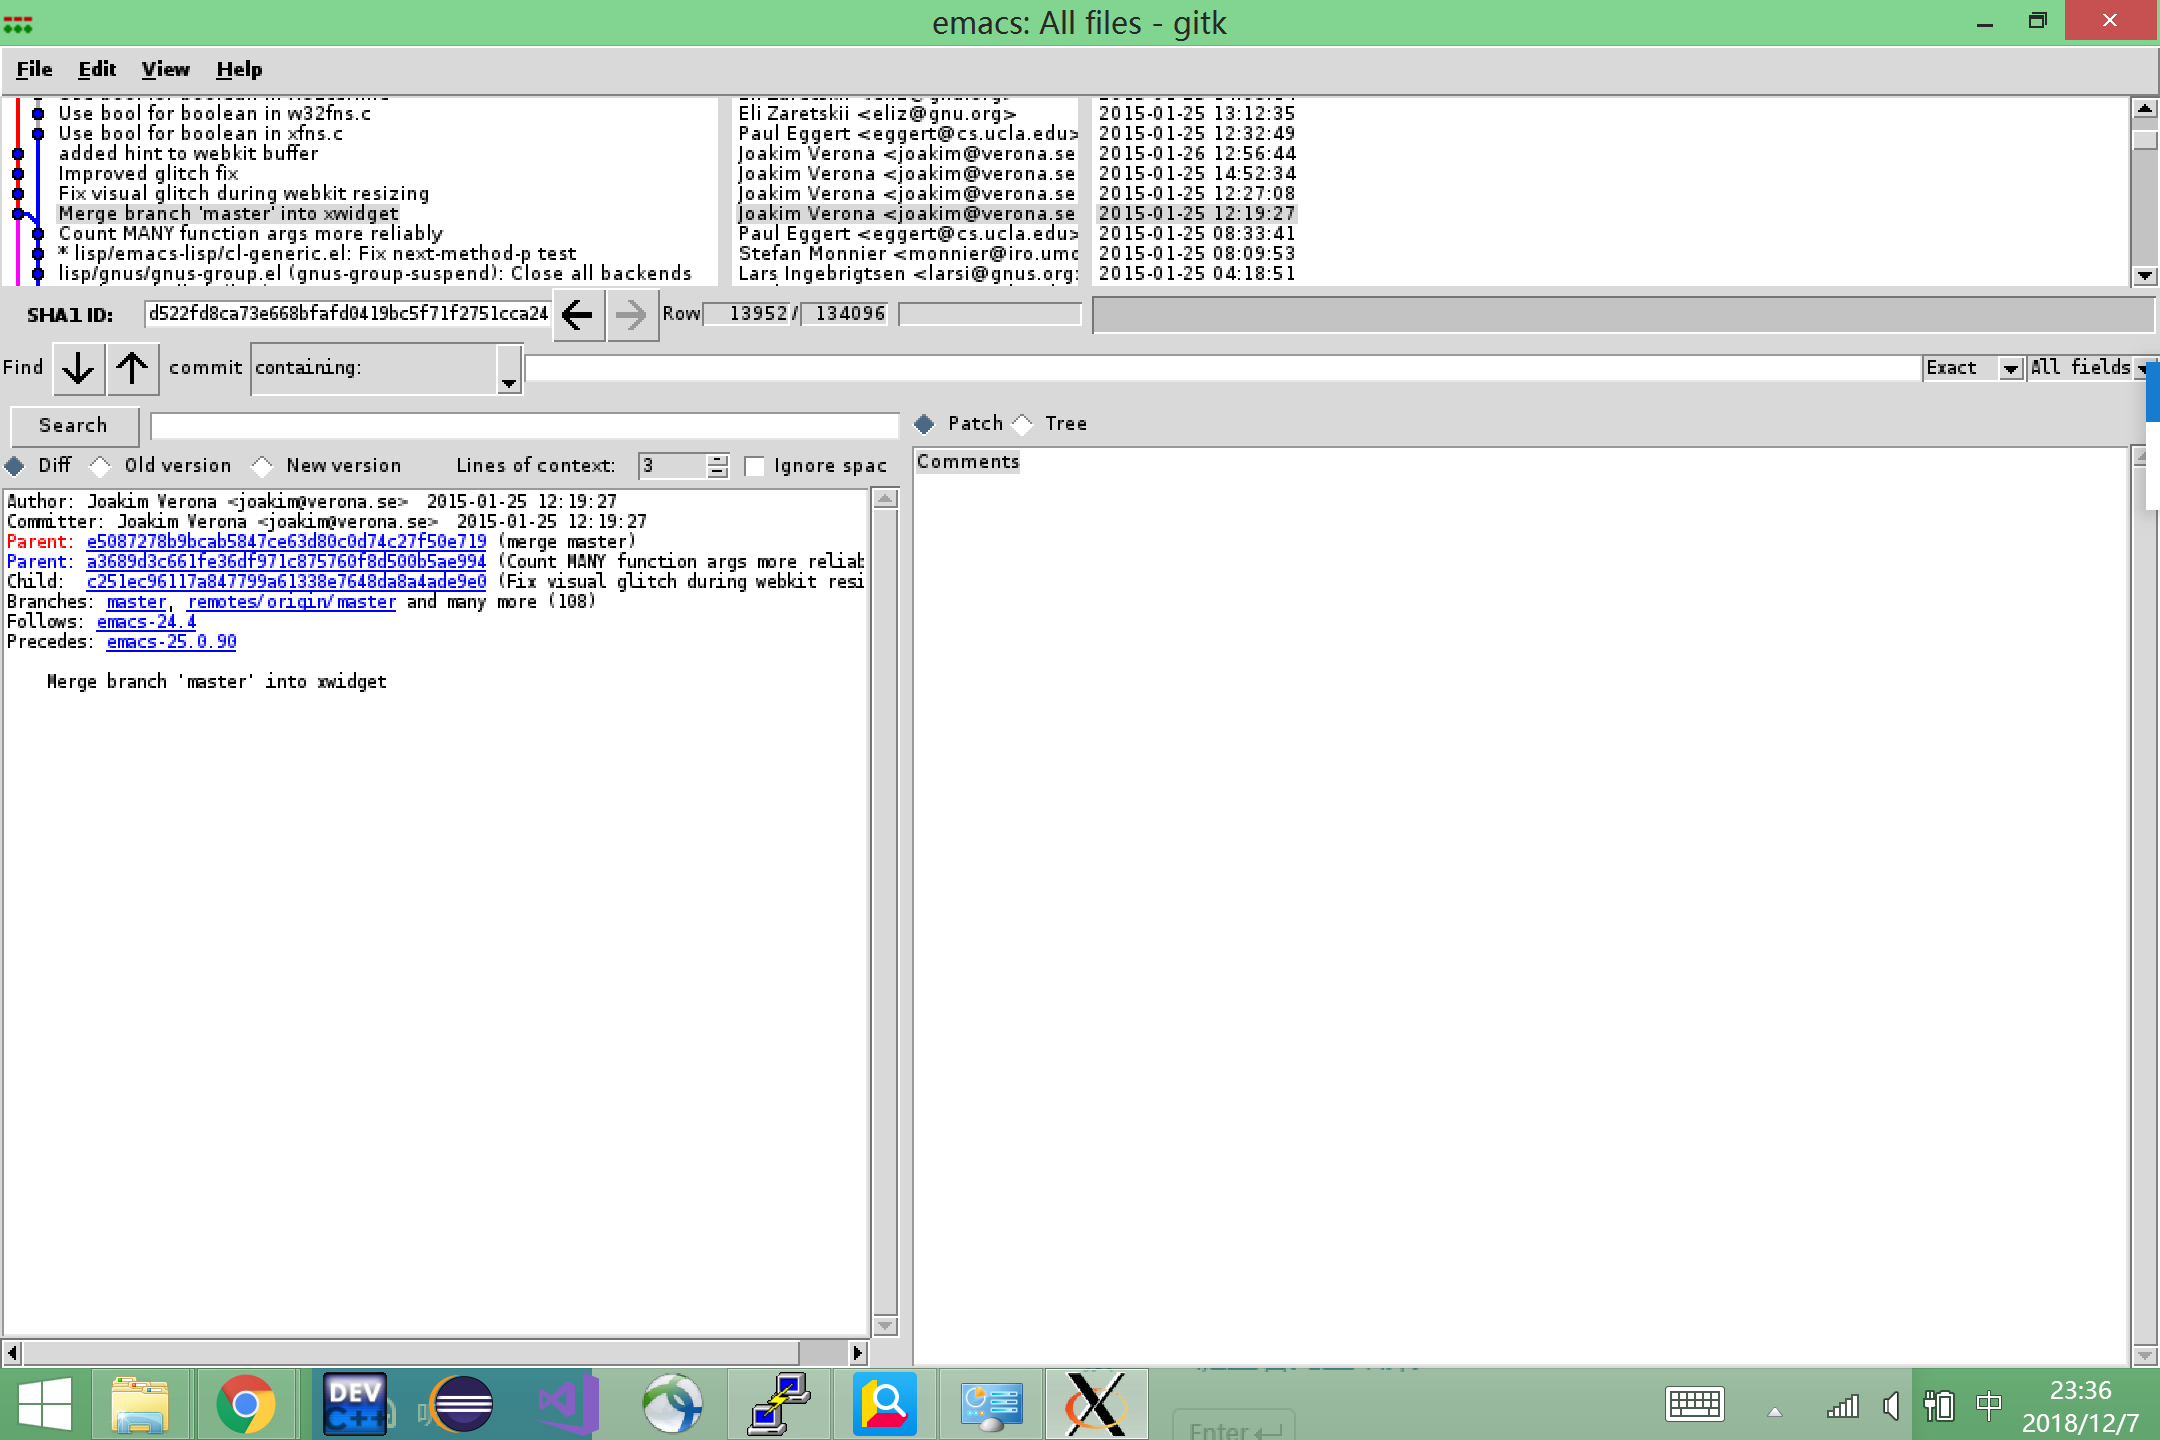 emacs: All files - gitk
File Edit View Help
Use bool for boolean in w32fns.c Eli Zaretskii <eliz@gnu.org> 2015-01-25 13:12:35
Use bool for boolean in xfns.c Paul Eggert <eggert@cs.ucla.edu> 2015-01-25 12:32:49
added hint to webkit buffer Joakim Verona <joakim@verona.se 2015-01-26 12:56:44
Improved glitch fix Joakim Verona <joakim@verona.se 2015-01-25 14:52:34
Fix visual glitch during webkit resizing Joakim Verona <joakim@verona.se 2015-01-25 12:27:08
Merge branch 'master' into xwidget Joakim Verona <joakim@verona.se 2015-01-25 12:19:27
Count MANY function args more reliably Paul Eggert <eggert@cs.ucla.edu> 2015-01-25 08:33:41
* lisp/emacs-lisp/cl-generic.el: Fix next-method-p test Stefan Monnier <monnier@iro.umc 2015-01-25 08:09:53
lisp/gnus/gnus-group.el (gnus-group-suspend): Close all backends Lars Ingebrigtsen <larsi@gnus.org 2015-01-25 04:18:51
SHA1 ID: d522fd8ca73e668bfafd0419bc5f71f2751cca24 Row 13952 / 134096
Find commit containing: Exact All fields
Search Patch Tree
Diff Old version New version Lines of context: 3 Ignore spac
Comments
Author: Joakim Verona <joakim@verona.se> 2015-01-25 12:19:27
Committer: Joakim Verona <joakim@verona.se> 2015-01-25 12:19:27
Parent: e5087278b9bcab5847ce63d80c0d74c27f50e719 (merge master)
Parent: a3689d3c661fe36df971c875760f8d500b5ae994 (Count MANY function args more reliab
Child: c251ec96117a847799a61338e7648da8a4ade9e0 (Fix visual glitch during webkit resi
Branches: master, remotes/origin/master and many more (108)
Follows: emacs-24.4
Precedes: emacs-25.0.90
Merge branch 'master' into xwidget
DEV C++
Enter
中
23:36
2018/12/7